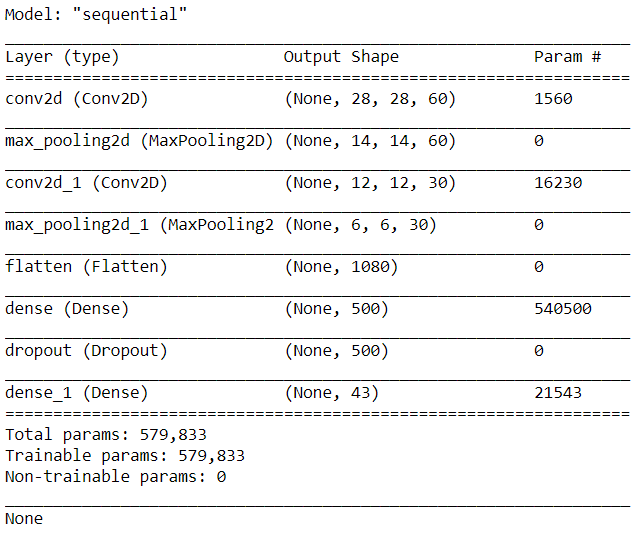 Model: "sequential"
_________________________________________________________________
Layer (type)                 Output Shape              Param #
=================================================================
conv2d (Conv2D)              (None, 28, 28, 60)        1560
_________________________________________________________________
max_pooling2d (MaxPooling2D) (None, 14, 14, 60)        0
_________________________________________________________________
conv2d_1 (Conv2D)            (None, 12, 12, 30)        16230
_________________________________________________________________
max_pooling2d_1 (MaxPooling2 (None, 6, 6, 30)          0
_________________________________________________________________
flatten (Flatten)            (None, 1080)              0
_________________________________________________________________
dense (Dense)                (None, 500)               540500
_________________________________________________________________
dropout (Dropout)            (None, 500)               0
_________________________________________________________________
dense_1 (Dense)              (None, 43)                21543
=================================================================
Total params: 579,833
Trainable params: 579,833
Non-trainable params: 0
_________________________________________________________________
None